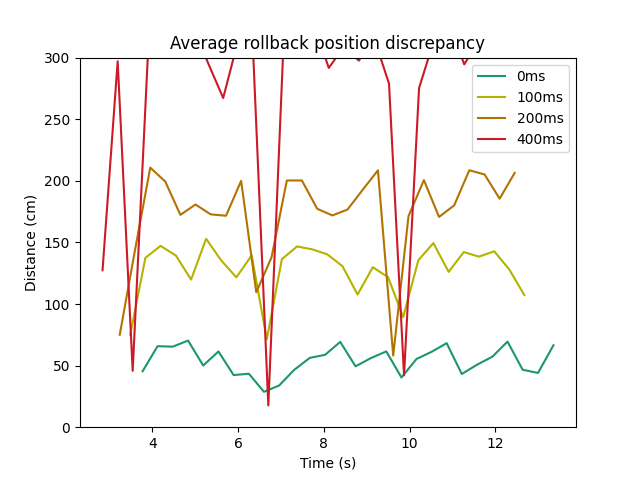 Average rollback position discrepancy
300
250
200
150
100
50
0
Distance (cm)
4
6
8
10
12
Time (s)
0ms
100ms
200ms
400ms